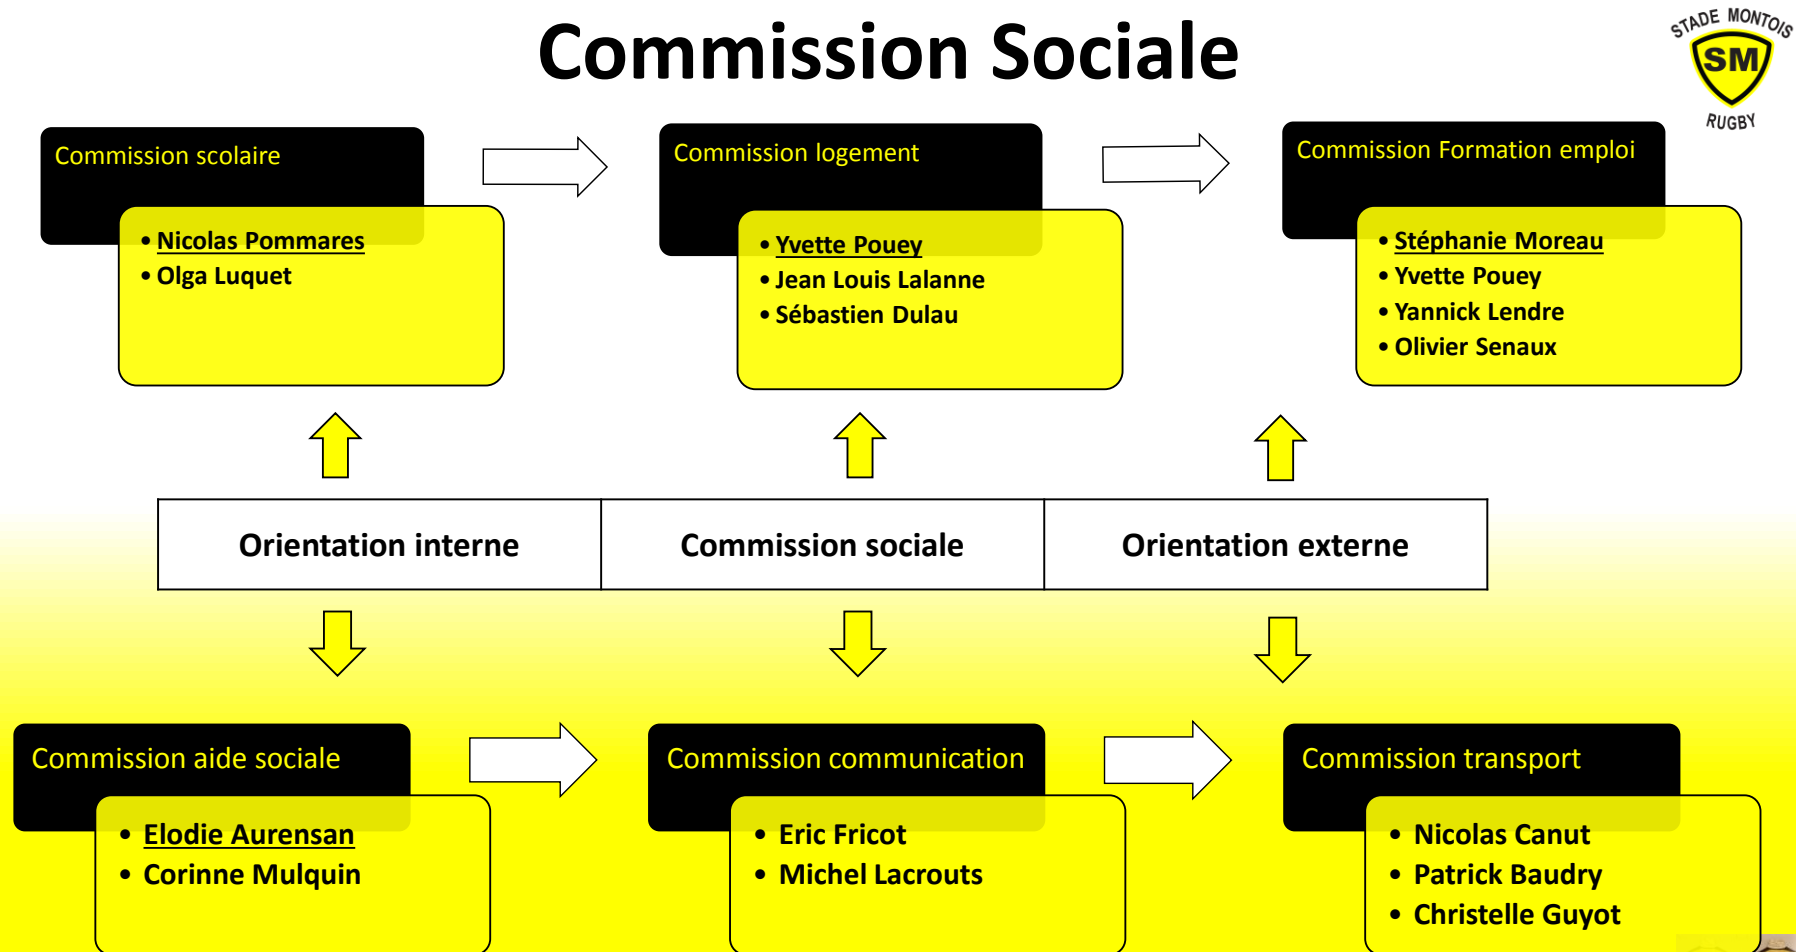 Commission Sociale
STADE MONTOIS
SM
RUGBY
Commission scolaire
• Nicolas Pommares
• Olga Luquet
Commission logement
• Yvette Pouey
• Jean Louis Lalanne
• Sébastien Dulau
Commission Formation emploi
• Stéphanie Moreau
• Yvette Pouey
• Yannick Lendre
• Olivier Senaux
Orientation interne
Commission sociale
Orientation externe
Commission aide sociale
• Elodie Aurensan
• Corinne Mulquin
Commission communication
• Eric Fricot
• Michel Lacrouts
Commission transport
• Nicolas Canut
• Patrick Baudry
• Christelle Guyot